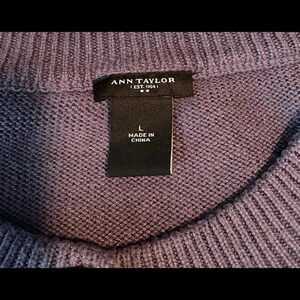 ANN TAYLOR
EST. 1954
L
MADE IN
CHINA